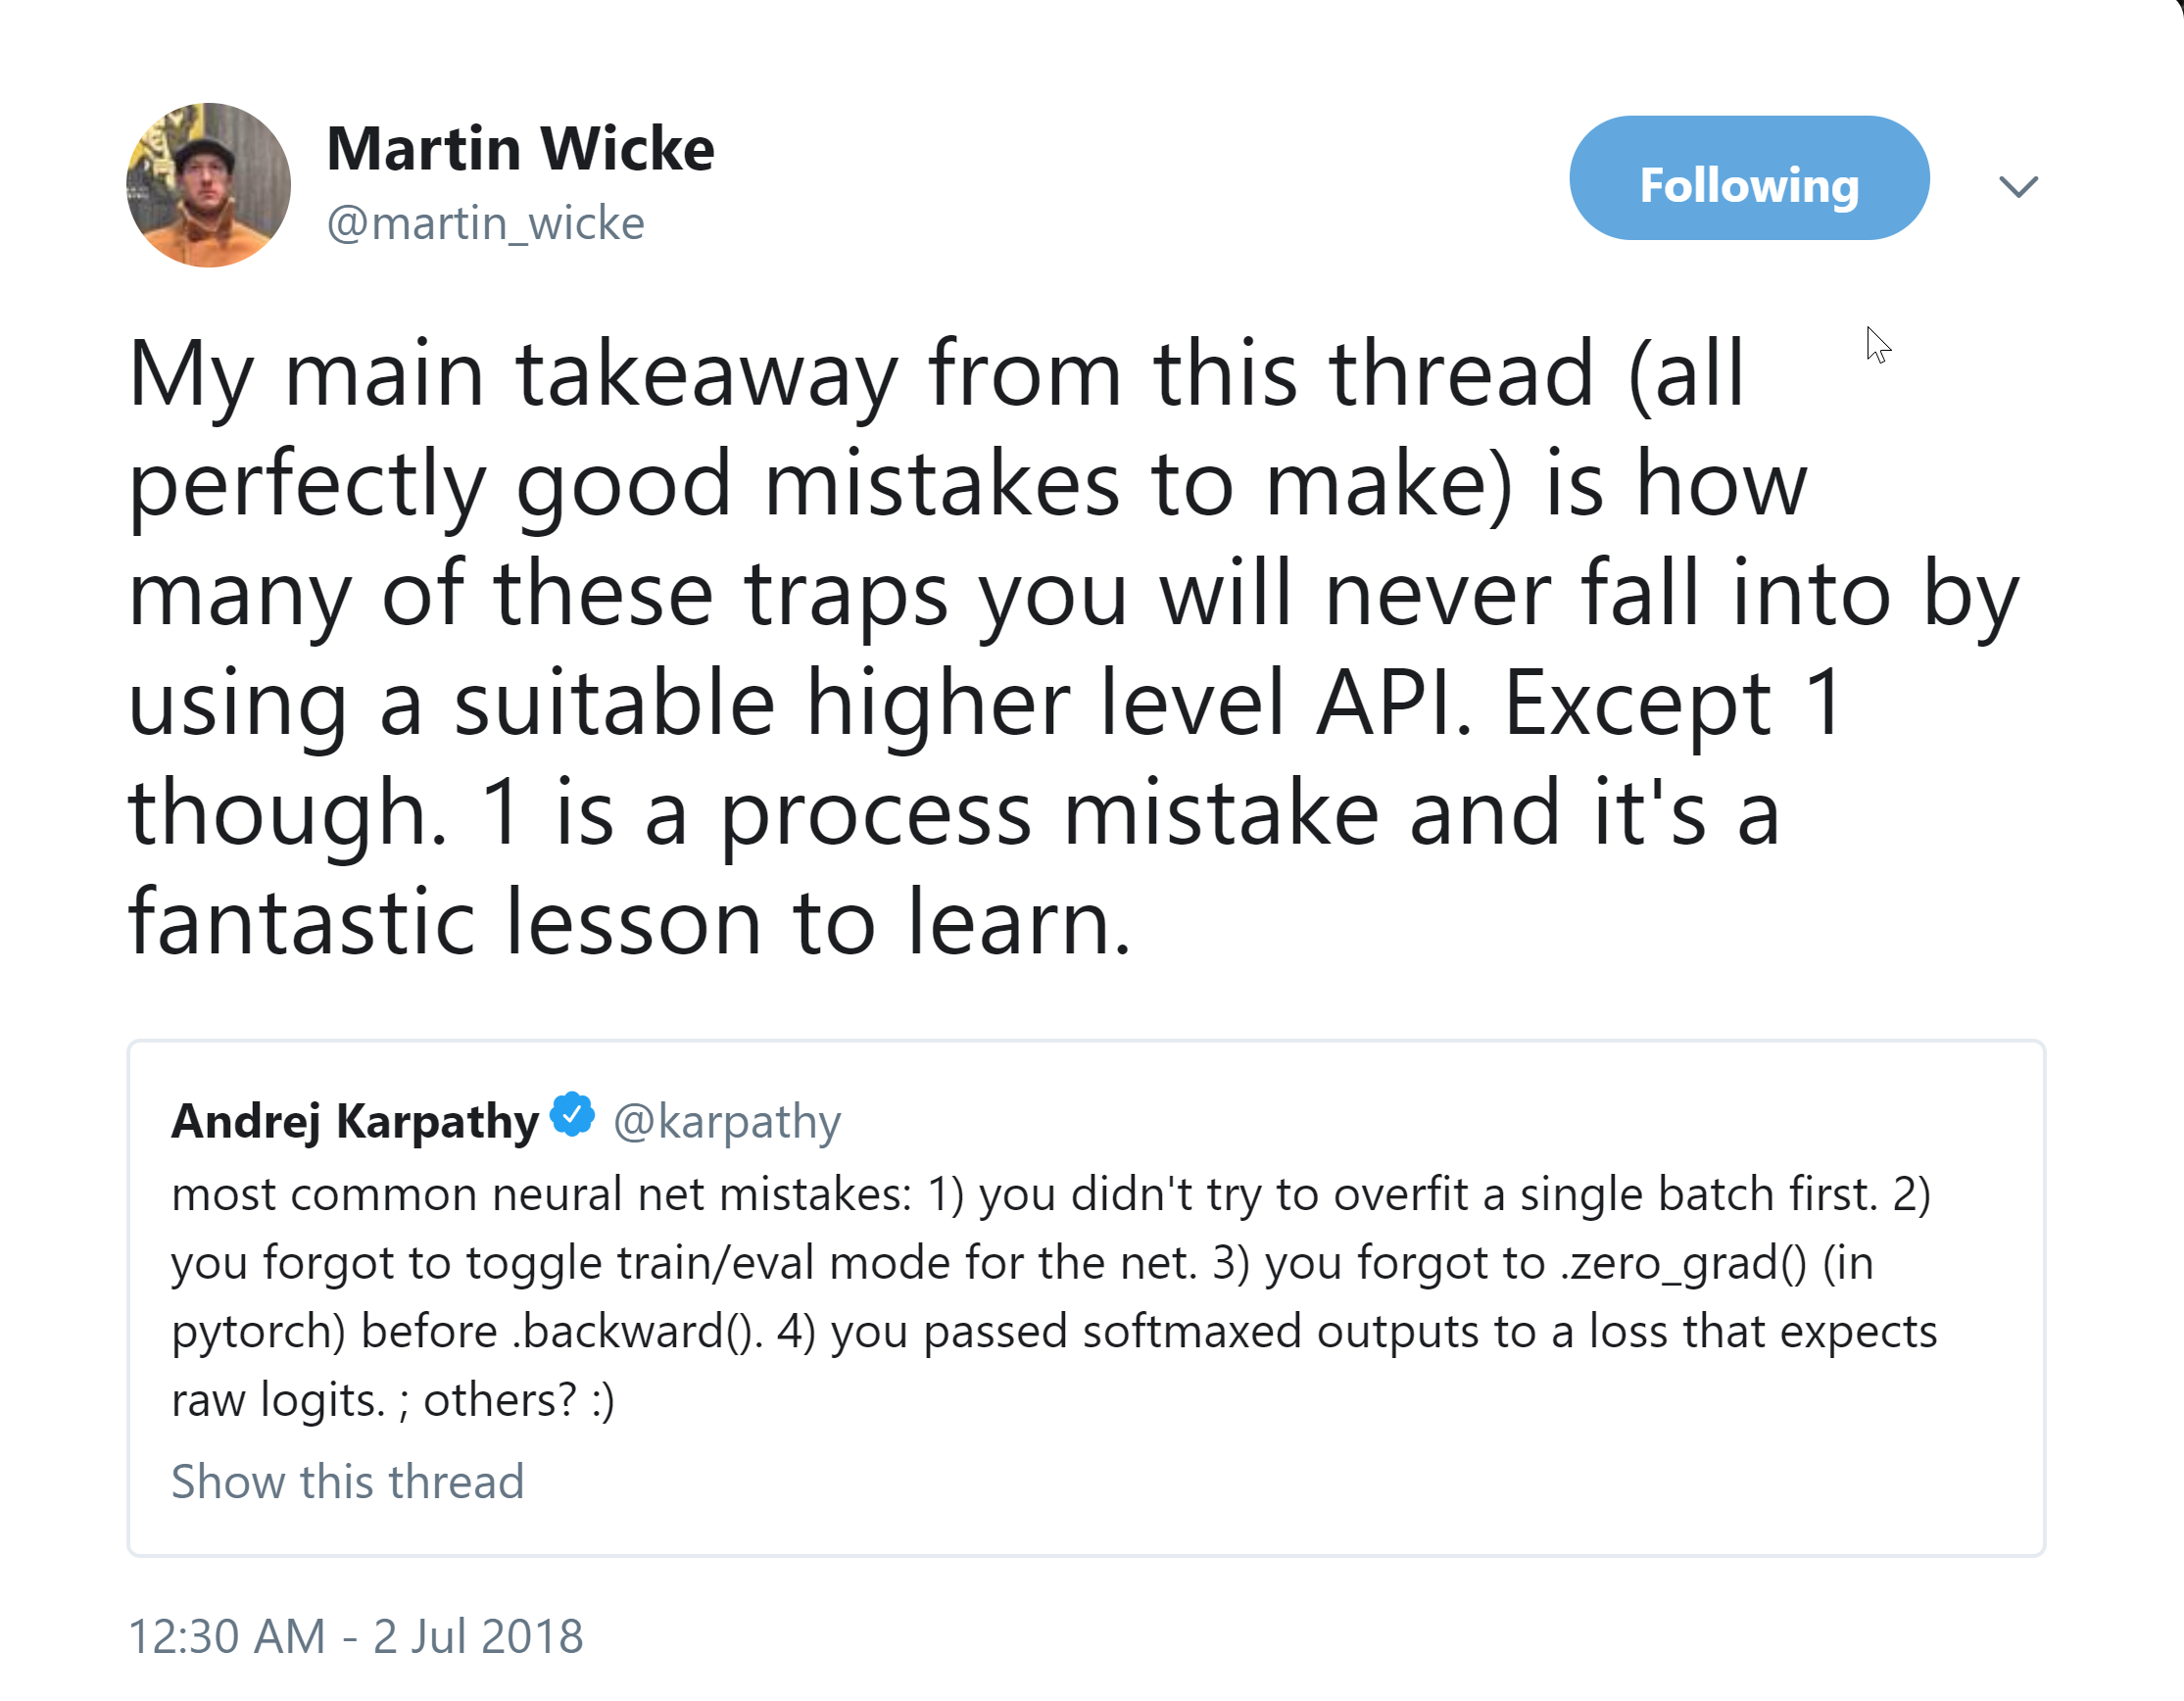 Martin Wicke
@martin_wicke
Following
My main takeaway from this thread (all
perfectly good mistakes to make) is how
many of these traps you will never fall into by
using a suitable higher level API. Except 1
though. 1 is a process mistake and it's a
fantastic lesson to learn.
Andrej Karpathy @karpathy
most common neural net mistakes: 1) you didn't try to overfit a single batch first. 2)
you forgot to toggle train/eval mode for the net. 3) you forgot to .zero_grad() (in
pytorch) before .backward(). 4) you passed softmaxed outputs to a loss that expects
raw logits. ; others? :)
Show this thread
12:30 AM - 2 Jul 2018